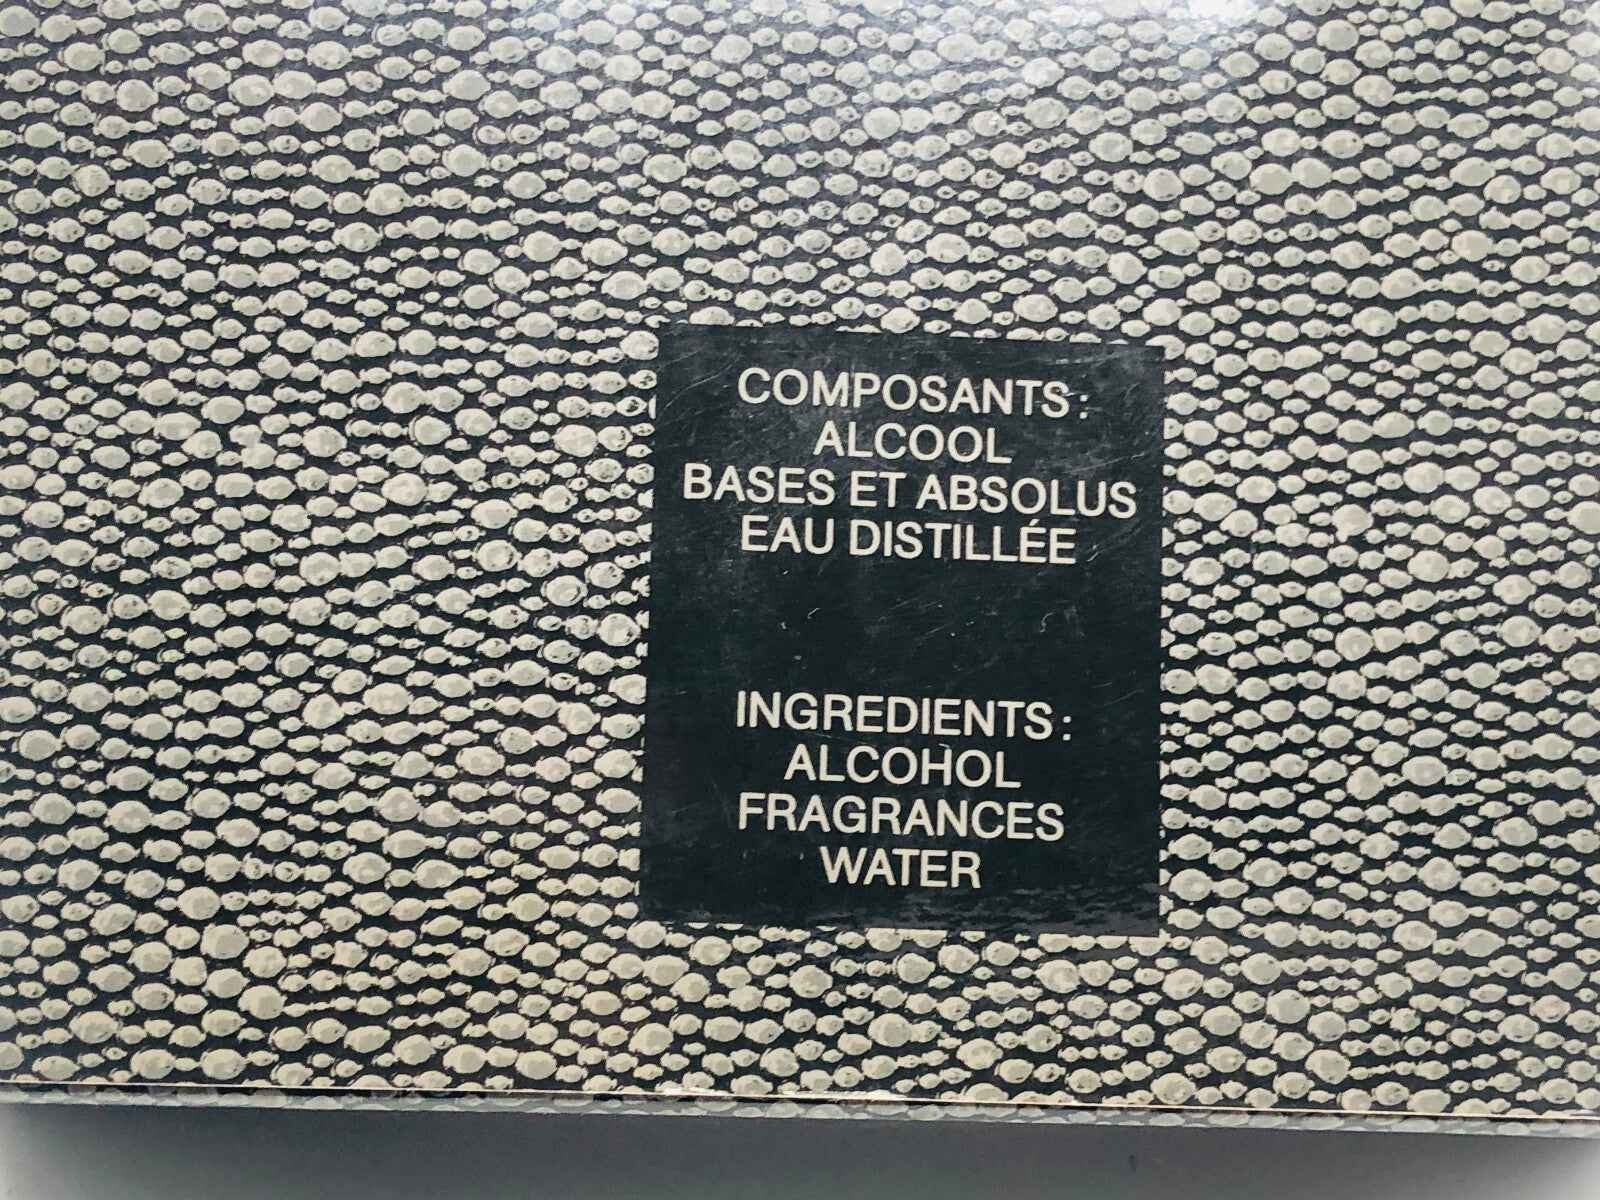 COMPOSANTS :
ALCOOL
BASES ET ABSOLUS
EAU DISTILLÉE
INGREDIENTS :
ALCOHOL
FRAGRANCES
WATER